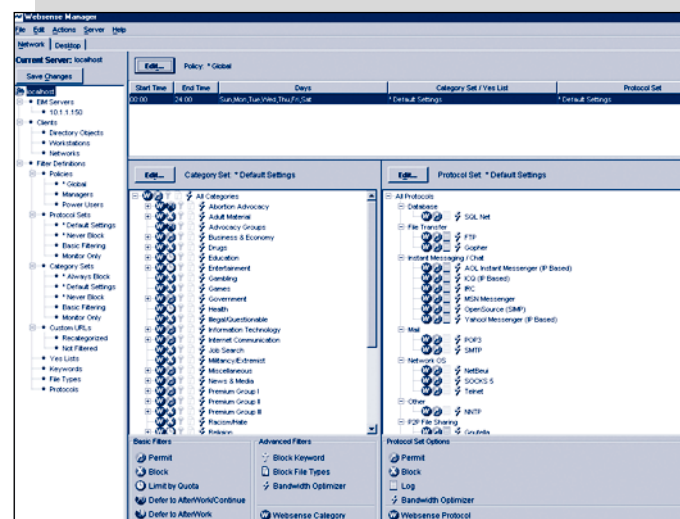 Websense Manager
File Edit Actions Server Help
Network Desktop
Current Server: localhost
Save Changes
localhost
EIM Servers
10.1.1.150
Clients
Directory Objects
Workstations
Networks
Filter Definitions
Policies
* Global
Managers
Power Users
Protocol Sets
* Default Settings
* Never Block
Basic Filtering
Monitor Only
Category Sets
* Always Block
* Default Settings
* Never Block
Basic Filtering
Monitor Only
Custom URLs
Recategorized
Not Filtered
Yes Lists
Keywords
File Types
Protocols
Edit... Policy: * Global
Start Time End Time Days Category Set / Yes List Protocol Set
00:00 24:00 Sun,Mon,Tue,Wed,Thu,Fri,Sat * Default Settings * Default Settings
Edit... Category Set * Default Settings
All Categories
Abortion Advocacy
Adult Material
Advocacy Groups
Business & Economy
Drugs
Education
Entertainment
Gambling
Games
Government
Health
Illegal/Questionable
Information Technology
Internet Communication
Job Search
Militancy/Extremist
Miscellaneous
News & Media
Premium Group I
Premium Group II
Premium Group III
Racism/Hate
Religion
Edit... Protocol Set * Default Settings
All Protocols
Database
SQL Net
File Transfer
FTP
Gopher
Instant Messaging / Chat
AOL Instant Messenger (IP Based)
ICQ (IP Based)
IRC
MSN Messenger
OpenSource (SIMP)
Yahoo! Messenger (IP Based)
Mail
POP3
SMTP
Network OS
NetBeui
SOCKS 5
Telnet
Other
NNTP
P2P File Sharing
Gnutella
Basic Filters
Permit
Block
Limit by Quota
Defer to AfterWork/Continue
Defer to AfterWork
Advanced Filters
Block Keyword
Block File Types
Bandwidth Optimizer
Websense Category
Protocol Set Options
Permit
Block
Log
Bandwidth Optimizer
Websense Protocol